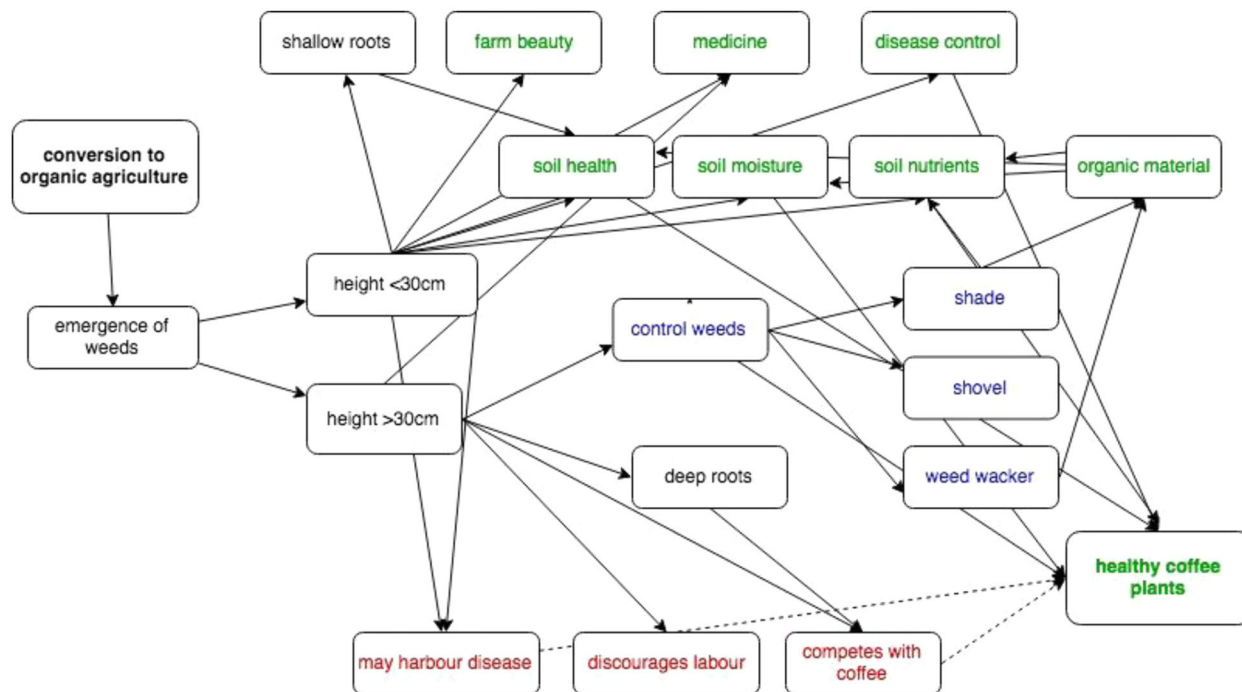 shallow roots
farm beauty
medicine
disease control
conversion to
organic agriculture
soil health
soil moisture
soil nutrients
organic material
height <30cm
emergence of
weeds
control weeds
shade
height >30cm
shovel
deep roots
weed wacker
healthy coffee
plants
may harbour disease
discourages labour
competes with
coffee